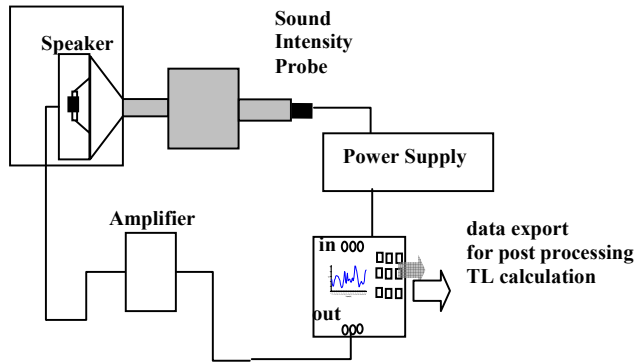 Sound
Intensity
Probe
Speaker
Power Supply
Amplifier
in
out
data export
for post processing
TL calculation